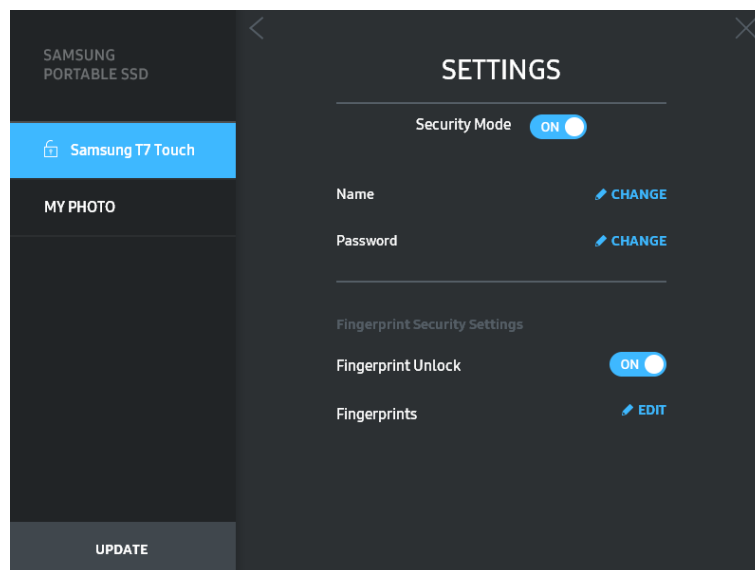 SAMSUNG
PORTABLE SSD
Samsung T7 Touch
MY PHOTO
UPDATE
SETTINGS
Security Mode ON
Name CHANGE
Password CHANGE
Fingerprint Security Settings
Fingerprint Unlock ON
Fingerprints EDIT